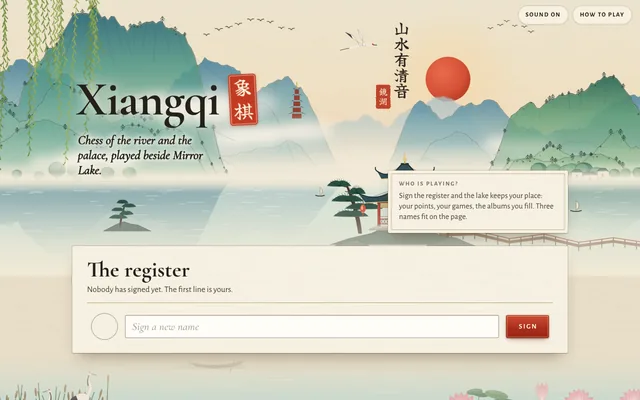 SOUND ON
HOW TO PLAY
山水有清音
鏡湖
Xiangqi
象棋
Chess of the river and the
palace, played beside Mirror
Lake.
WHO IS PLAYING?
Sign the register and the lake keeps your place:
your points, your games, the albums you fill. Three
names fit on the page.
The register
Nobody has signed yet. The first line is yours.
Sign a new name
SIGN